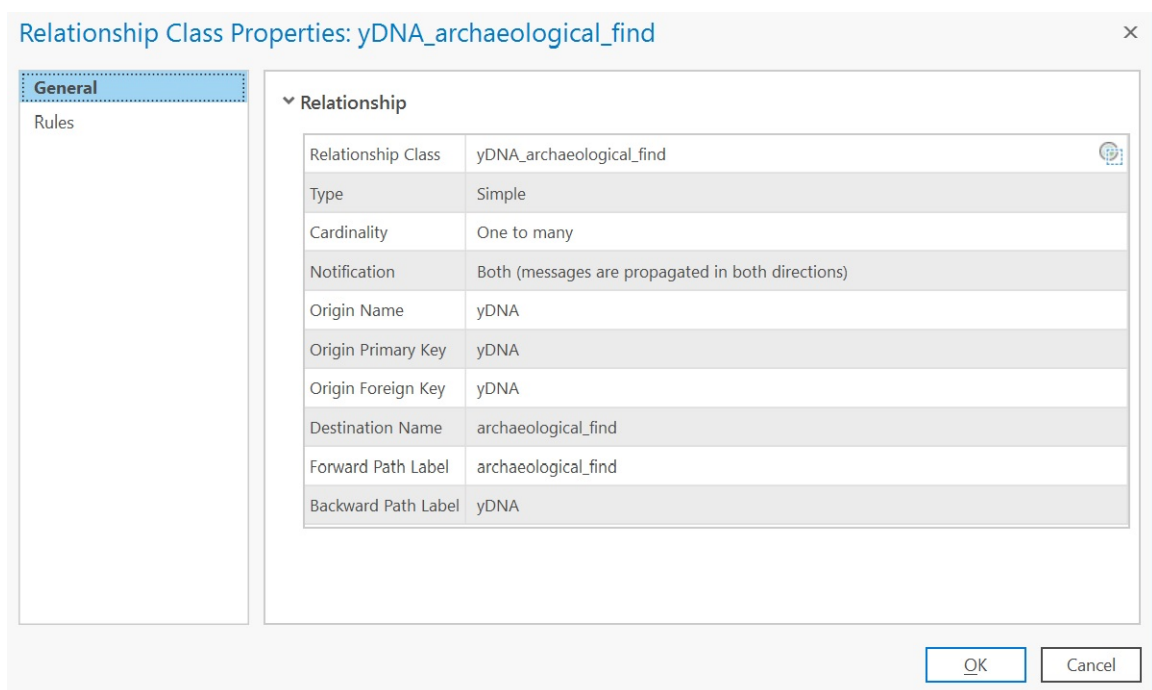 Relationship Class Properties: yDNA_archaeological_find
General
Rules
Relationship
Relationship Class yDNA_archaeological_find
Type Simple
Cardinality One to many
Notification Both (messages are propagated in both directions)
Origin Name yDNA
Origin Primary Key yDNA
Origin Foreign Key yDNA
Destination Name archaeological_find
Forward Path Label archaeological_find
Backward Path Label yDNA
OK Cancel